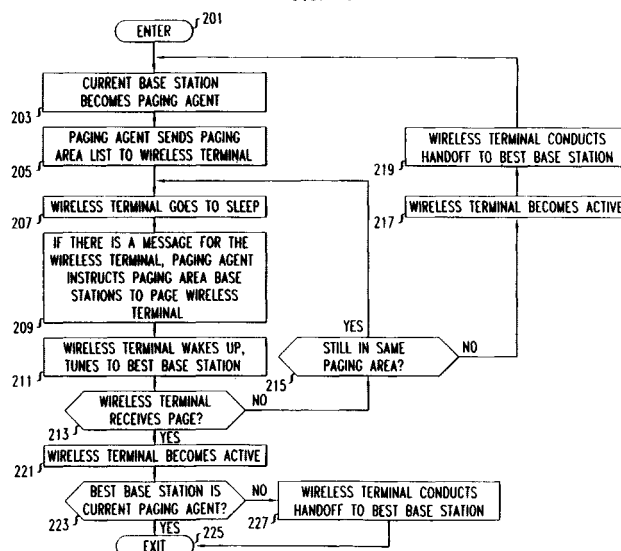 201
ENTER
CURRENT BASE STATION
BECOMES PAGING AGENT
203
PAGING AGENT SENDS PAGING
AREA LIST TO WIRELESS TERMINAL
205
WIRELESS TERMINAL GOES TO SLEEP
207
IF THERE IS A MESSAGE FOR THE
WIRELESS TERMINAL, PAGING AGENT
INSTRUCTS PAGING AREA BASE
STATIONS TO PAGE WIRELESS
TERMINAL
209
WIRELESS TERMINAL WAKES UP,
TUNES TO BEST BASE STATION
211
WIRELESS TERMINAL
RECEIVES PAGE?
213
NO
YES
STILL IN SAME
PAGING AREA?
215
YES
NO
WIRELESS TERMINAL BECOMES ACTIVE
217
WIRELESS TERMINAL CONDUCTS
HANDOFF TO BEST BASE STATION
219
WIRELESS TERMINAL BECOMES ACTIVE
221
BEST BASE STATION IS
CURRENT PAGING AGENT?
223
NO
YES
WIRELESS TERMINAL CONDUCTS
HANDOFF TO BEST BASE STATION
227
225
EXIT